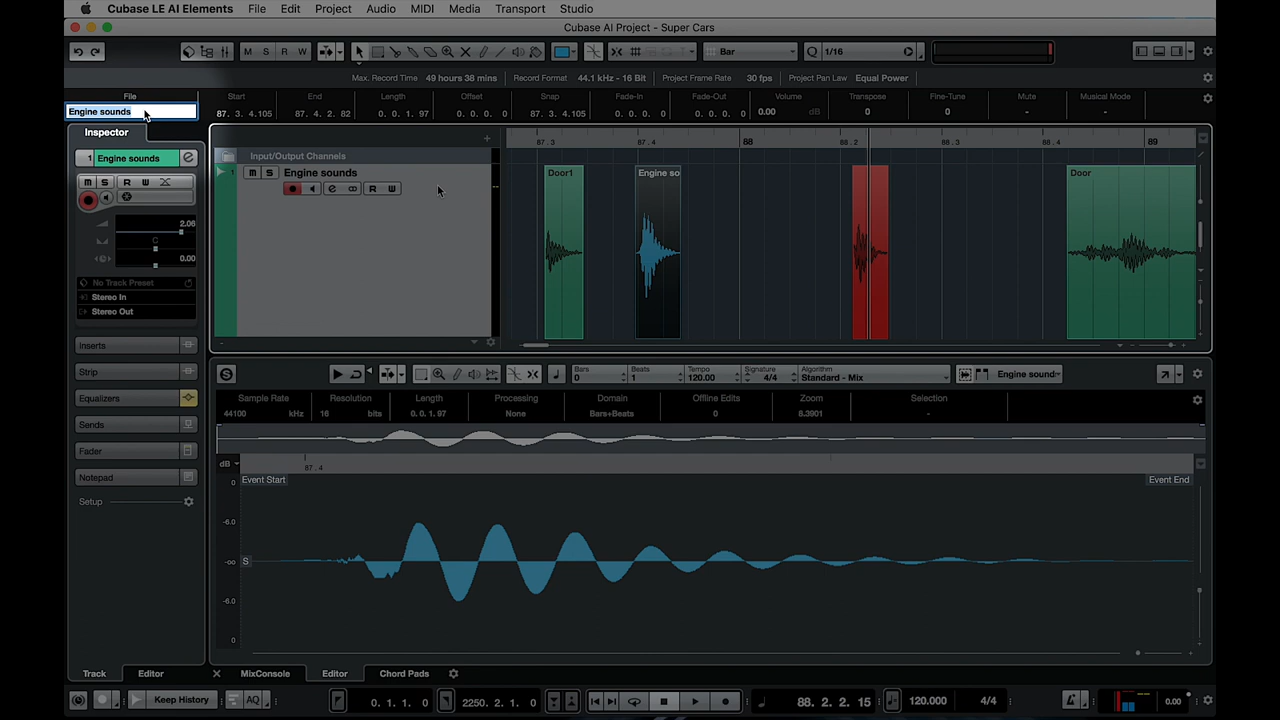 Cubase LE AI Elements File Edit Project Audio MIDI Media Transport Studio
Cubase AI Project - Super Cars
M S R W Bar Q 1/16
Max. Record Time 49 hours 38 mins Record Format 44.1 kHz - 16 Bit Project Frame Rate 30 fps Project Pan Law Equal Power
File Start End Length Offset Snap Fade-In Fade-Out Volume Transpose Fine-Tune Mute Musical Mode
Engine sounds 87. 3. 4.105 87. 4. 2. 82 0. 0. 1. 97 0. 0. 0. 0 87. 3. 4.105 0. 0. 0. 0 0. 0. 0. 0 0.00 dB 0 0 - -
Inspector
87.3 87.4 88 88.2 88.3 88.4 89
1 Engine sounds e
Input/Output Channels
1 M S Engine sounds
Door1 Engine so Door
M S R W
e R W
2.06
C
0.00
No Track Preset
Stereo In
Stereo Out
Inserts
Strip
Equalizers
Sends
Fader
Notepad
Setup
S Bars 0 Beats 1 Tempo 120.00 Signature 4/4 Algorithm Standard - Mix Engine sound
Sample Rate Resolution Length Processing Domain Offline Edits Zoom Selection
44100 kHz 16 bits 0. 0. 1. 97 None Bars+Beats 0 8.3901 -
dB 87.4
0 Event Start Event End
-6.0
-oo S
-6.0
0
Track Editor MixConsole Editor Chord Pads
Keep History AQ 0. 1. 1. 0 2250. 2. 1. 0 88. 2. 2. 15 120.000 4/4 0.00